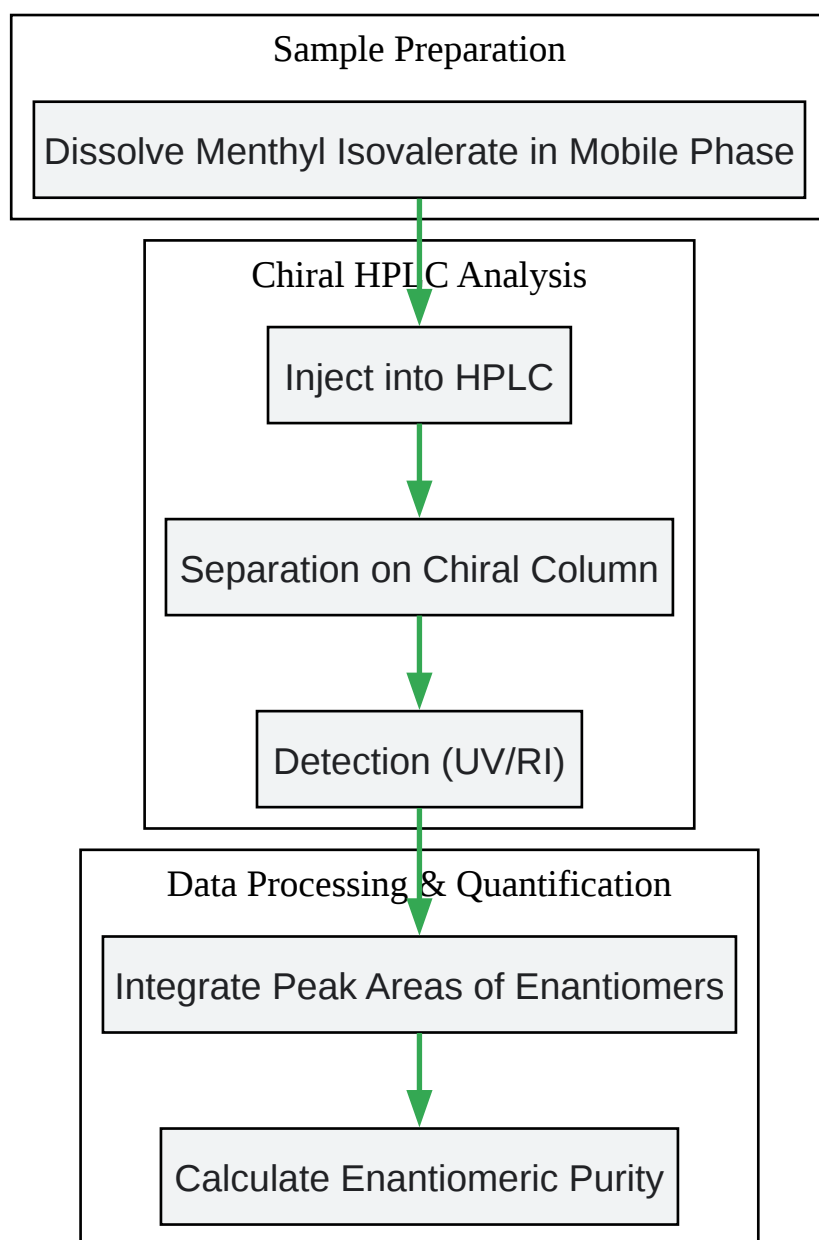 Sample Preparation
Dissolve Menthyl Isovalerate in Mobile Phase
Chiral HPLC Analysis
Inject into HPLC
Separation on Chiral Column
Detection (UV/RI)
Data Processing & Quantification
Integrate Peak Areas of Enantiomers
Calculate Enantiomeric Purity